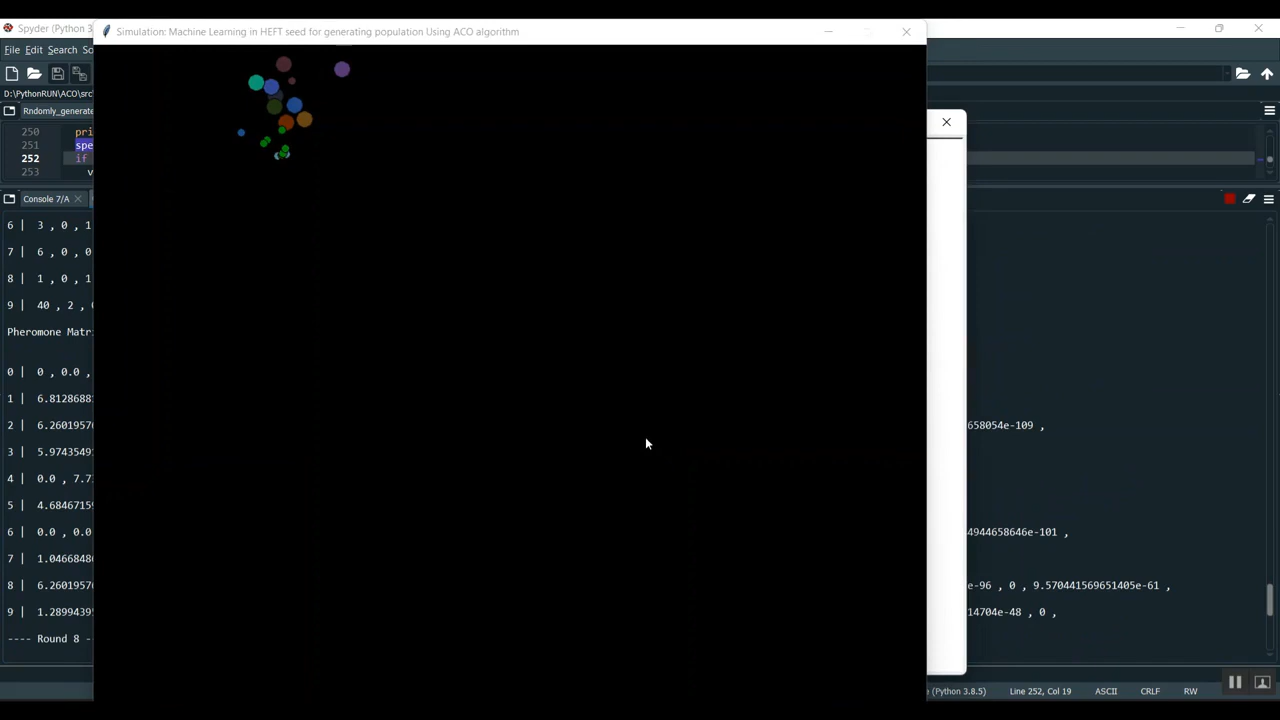 Spyder (Python 3
Simulation: Machine Learning in HEFT seed for generating population Using ACO algorithm
File Edit Search So
D:\PythonRUN\ACO\src
Rndomly_generate
250 pri
251 spe
252 if
253 v
Console 7/A
6 | 3 , 0 , 1
7 | 6 , 0 , 0
8 | 1 , 0 , 1
9 | 40 , 2 ,
Pheromone Matri
0 | 0 , 0.0 ,
1 | 6.8128688
2 | 6.2601957
658054e-109 ,
3 | 5.9743549
4 | 0.0 , 7.7
5 | 4.6846715
6 | 0.0 , 0.0
4944658646e-101 ,
7 | 1.0466848
8 | 6.2601957
e-96 , 0 , 9.570441569651405e-61 ,
9 | 1.2899439
14704e-48 , 0 ,
---- Round 8 --
(Python 3.8.5)
Line 252, Col 19
ASCII
CRLF
RW